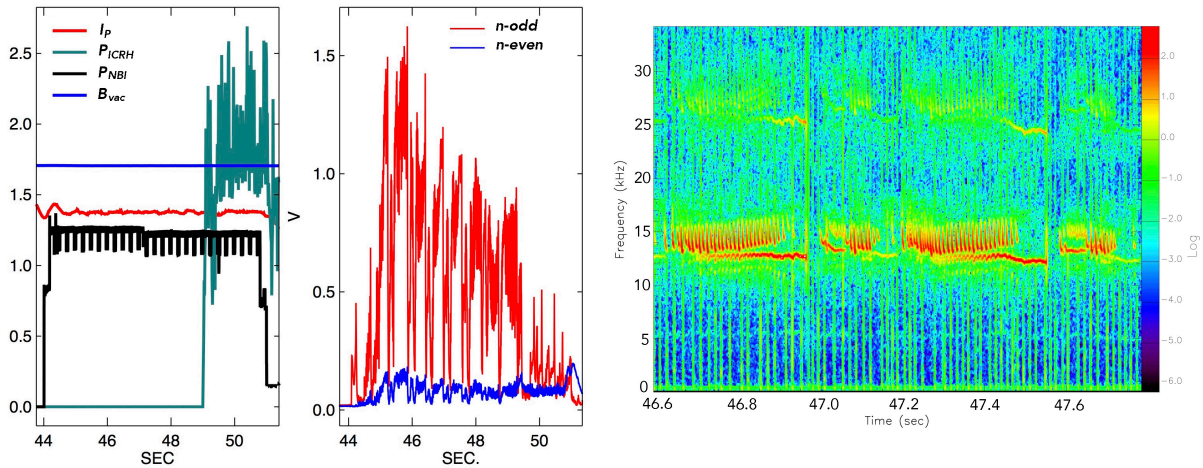 I_P
P_ICRH
P_NBI
B_vac
2.5
2.0
1.5
1.0
0.5
0.0
44 46 48 50
SEC
n-odd
n-even
V
1.5
1.0
0.5
0.0
44 46 48 50
SEC.
Frequency (kHz)
30
25
20
15
10
5
0
46.6 46.8 47.0 47.2 47.4 47.6
Time (sec)
2.0
1.0
0.0
-1.0
-2.0
-3.0
-4.0
-5.0
-6.0
Log